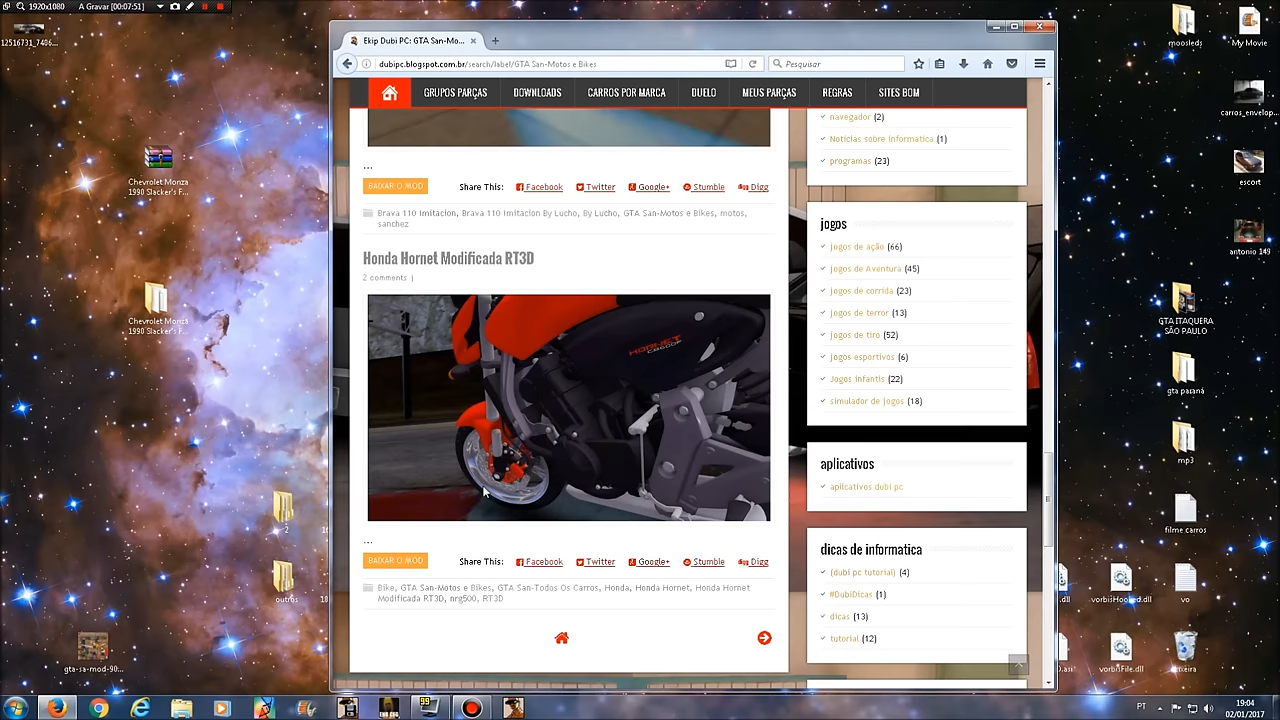 1920x1080
A Gravar [00:07:51]
12516731_7406...
Chevrolet Monza
1990 Slacker's F...
Chevrolet Monza
1990 Slacker's F...
2
outros
gta-sa-mod-90...
Ekip Dubi PC: GTA San-Mo...
dubipc.blogspot.com.br/search/label/GTA San-Motos e Bikes
Pesquisar
GRUPOS PARÇAS
DOWNLOADS
CARROS POR MARCA
DUELO
MEUS PARÇAS
REGRAS
SITES BOM
...
BAIXAR O MOD
Share This:
Facebook
Twitter
Google+
Stumble
Digg
Brava 110 Imitacion, Brava 110 Imitacion By Lucho, By Lucho, GTA San-Motos e Bikes, motos,
sanchez
Honda Hornet Modificada RT3D
2 comments |
HORNET
...
BAIXAR O MOD
Share This:
Facebook
Twitter
Google+
Stumble
Digg
Bike, GTA San-Motos e Bikes, GTA San-Todos Os Carros, Honda, Honda Hornet, Honda Hornet
Modificada RT3D, nrg500, RT3D
navegador (2)
Notícias sobre informatica (1)
programas (23)
jogos
jogos de ação (66)
jogos de Aventura (45)
jogos de corrida (23)
jogos de terror (13)
jogos de tiro (52)
jogos esportivos (6)
Jogos infantis (22)
simulador de jogos (18)
aplicativos
aplicativos dubi pc
dicas de informatica
(dubi pc tutorial) (4)
#DubiDicas (1)
dicas (13)
tutorial (12)
moosleds
My Movie
carros_envelop...
escort
antonio 149
GTA ITAQUERA
SÃO PAULO
gta paraná
mp3
filme carros
vorbisHooked.dll
vo
vorbisFile.dll
99
PT
19:04
02/01/2017